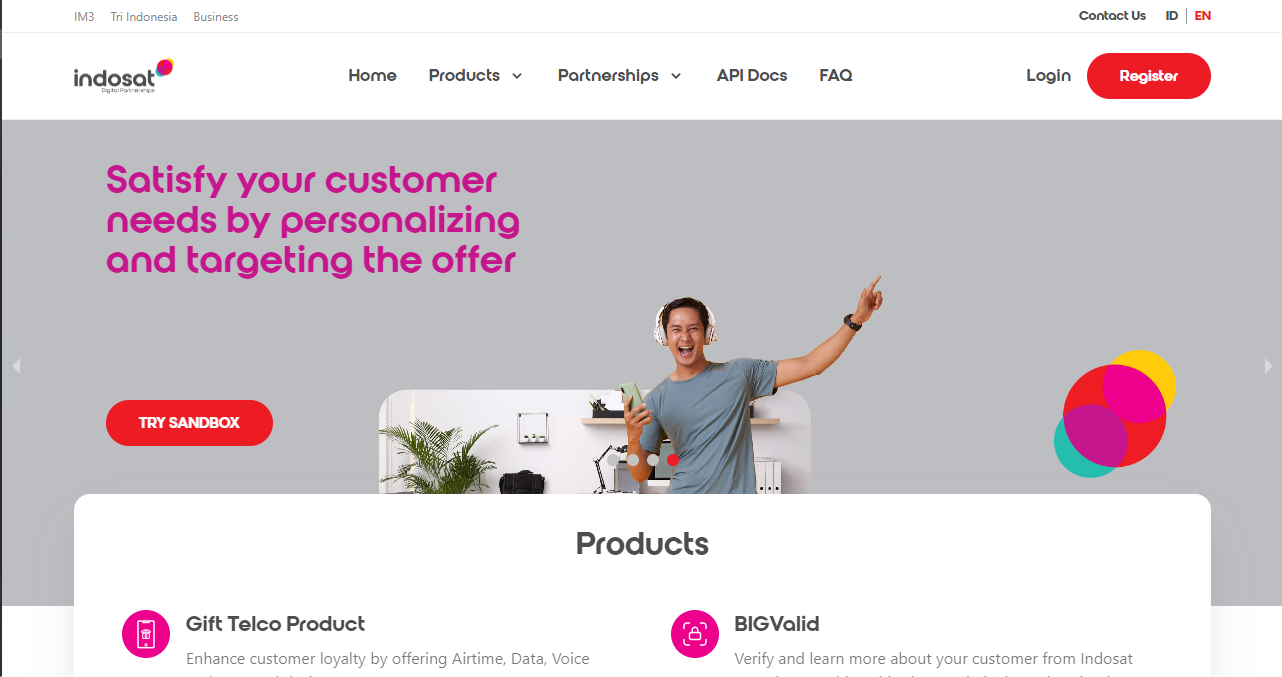 IM3 Tri Indonesia Business
Contact Us ID EN
indosat
Digital Partnerships
Home Products Partnerships API Docs FAQ
Login Register
Satisfy your customer
needs by personalizing
and targeting the offer
TRY SANDBOX
Products
Gift Telco Product
Enhance customer loyalty by offering Airtime, Data, Voice
BIGValid
Verify and learn more about your customer from Indosat